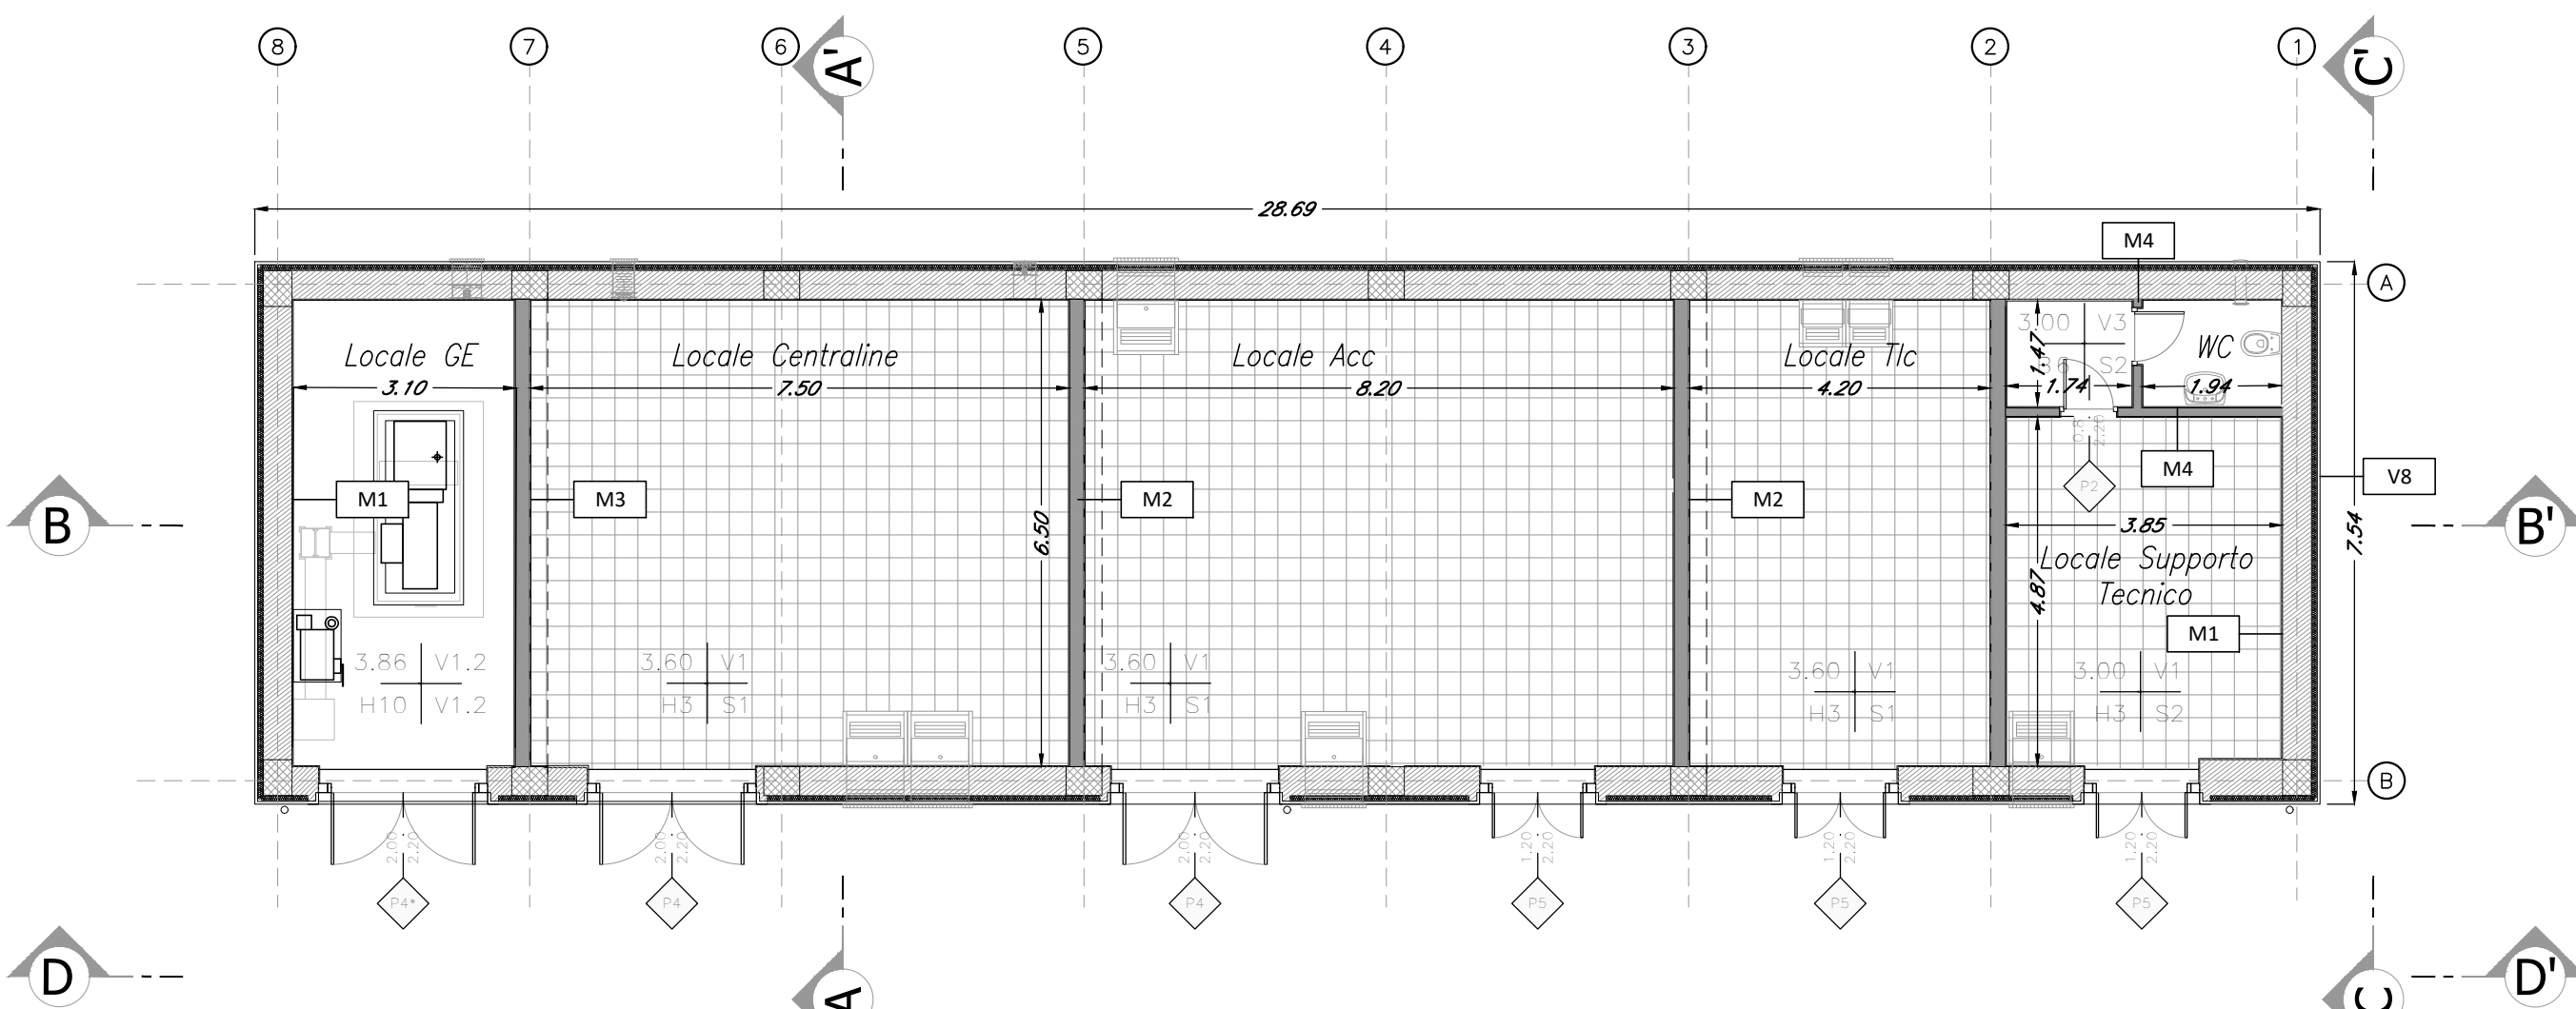 8
7
6
A'
5
4
3
2
1
C'
28.69
M4
A
Locale GE
3.10
Locale Centraline
7.50
Locale Acc
8.20
Locale Tlc
4.20
3.00 V3
S2
1.47
1.74
WC
1.94
0.8
2.20
M1
M3
M2
M2
M4
V8
P2
B
6.50
3.85
B'
7.54
Locale Supporto
Tecnico
4.87
M1
3.86 V1.2
H10 V1.2
3.60 V1
H3 S1
3.60 V1
H3 S1
3.60 V1
H3 S1
3.00 V1
H3 S2
B
2.00
2.20
2.00
2.20
2.00
2.20
1.20
2.20
1.20
2.20
1.20
2.20
P4*
P4
P4
P5
P5
P5
D
A
C
D'